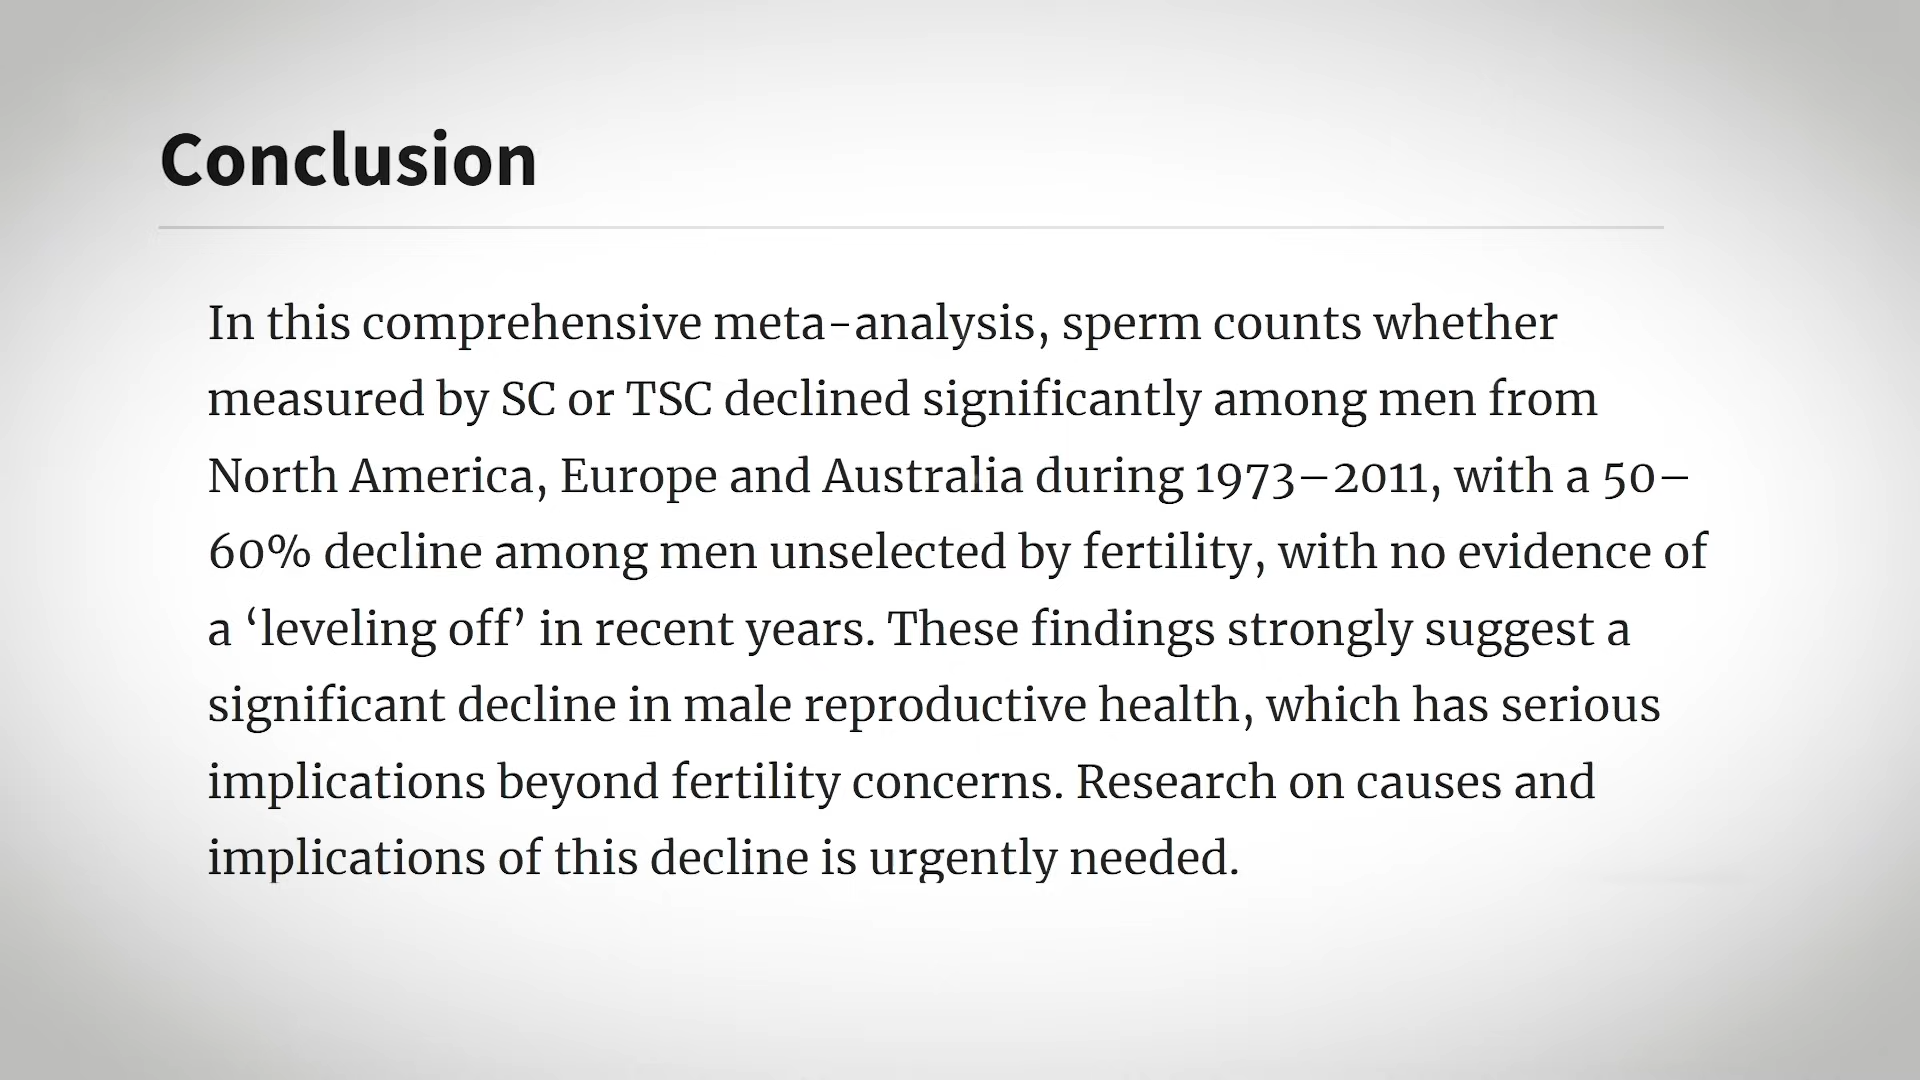 Conclusion
In this comprehensive meta-analysis, sperm counts whether
measured by SC or TSC declined significantly among men from
North America, Europe and Australia during 1973–2011, with a 50–
60% decline among men unselected by fertility, with no evidence of
a ‘leveling off’ in recent years. These findings strongly suggest a
significant decline in male reproductive health, which has serious
implications beyond fertility concerns. Research on causes and
implications of this decline is urgently needed.